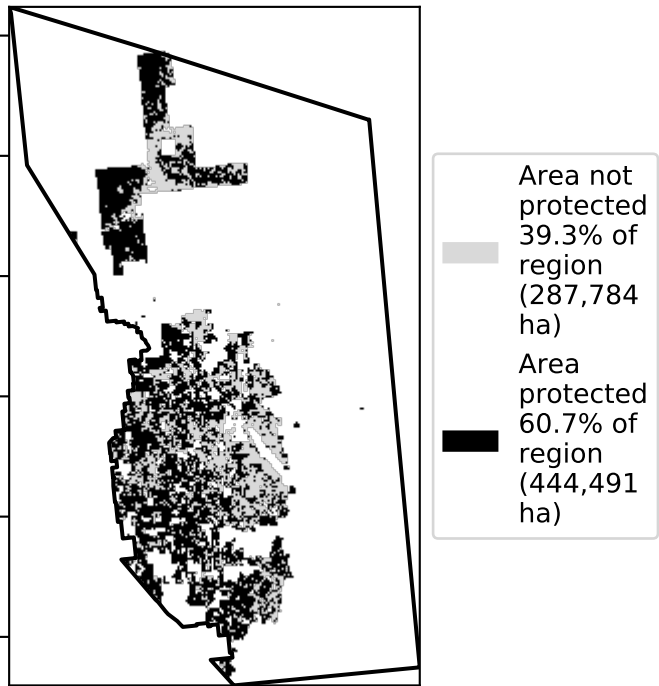 Area not
protected
39.3% of
region
(287,784
ha)
Area
protected
60.7% of
region
(444,491
ha)